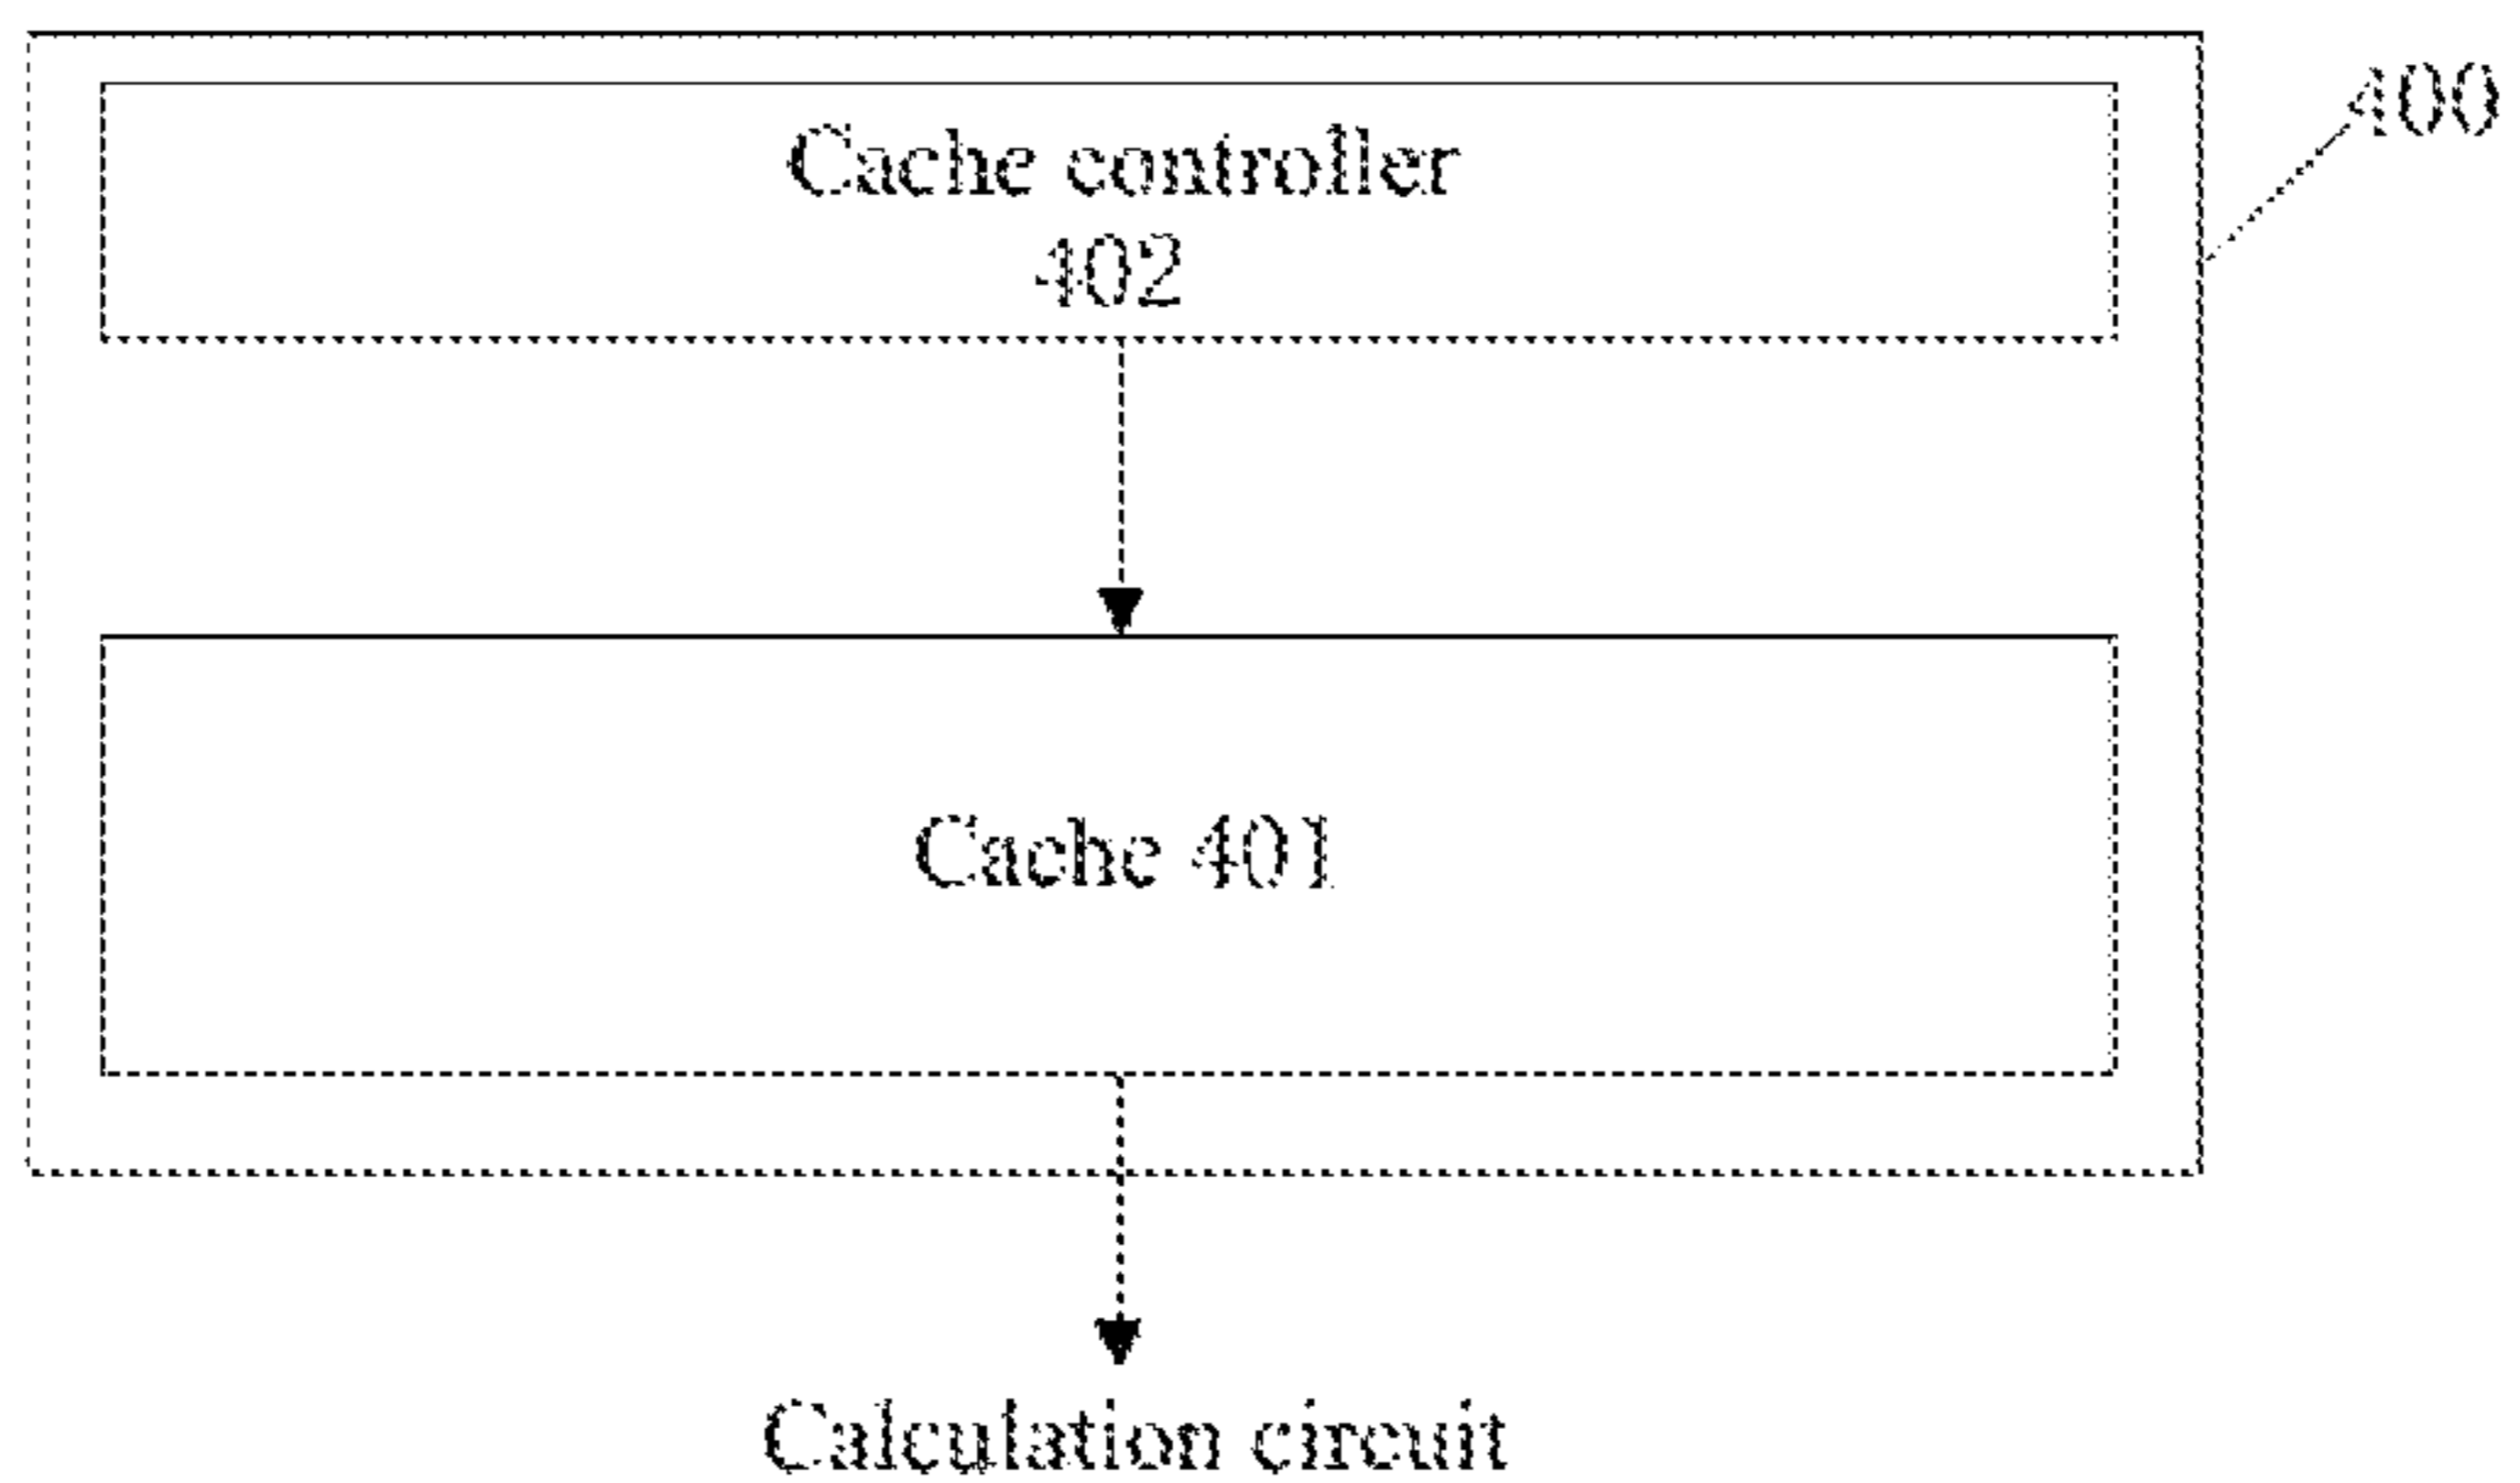 400
Cache controller
402
Cache 401
Calculation circuit